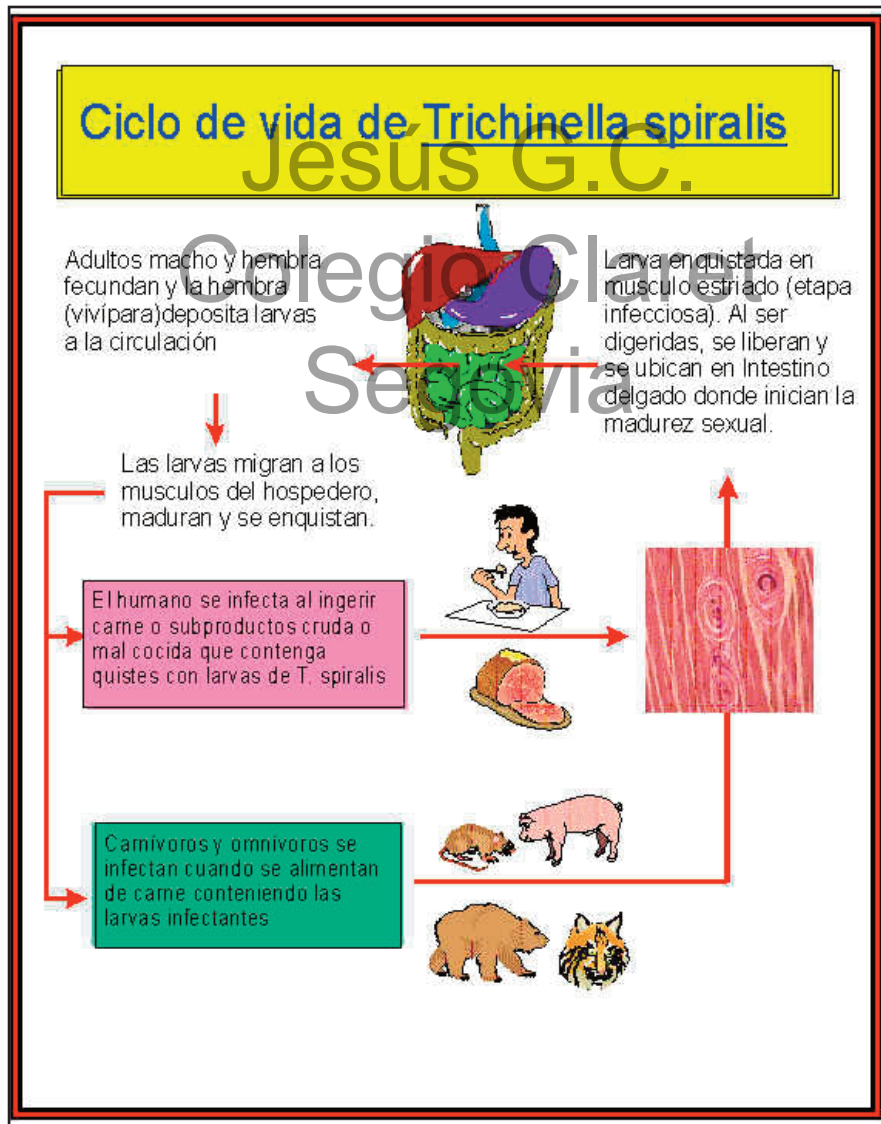 Ciclo de vida de Trichinella spiralis
Jesús G.C.
Colegio Claret
Segovia
Adultos macho y hembra
fecundan y la hembra
(vivípara)deposita larvas
a la circulación
Larva enquistada en
musculo estriado (etapa
infecciosa). Al ser
digeridas, se liberan y
se ubican en Intestino
delgado donde inician la
madurez sexual.
Las larvas migran a los
musculos del hospedero,
maduran y se enquistan.
El humano se infecta al ingerir
carne o subproductos cruda o
mal cocida que contenga
quistes con larvas de T. spiralis
Carnívoros y omnívoros se
infectan cuando se alimentan
de carne conteniendo las
larvas infectantes